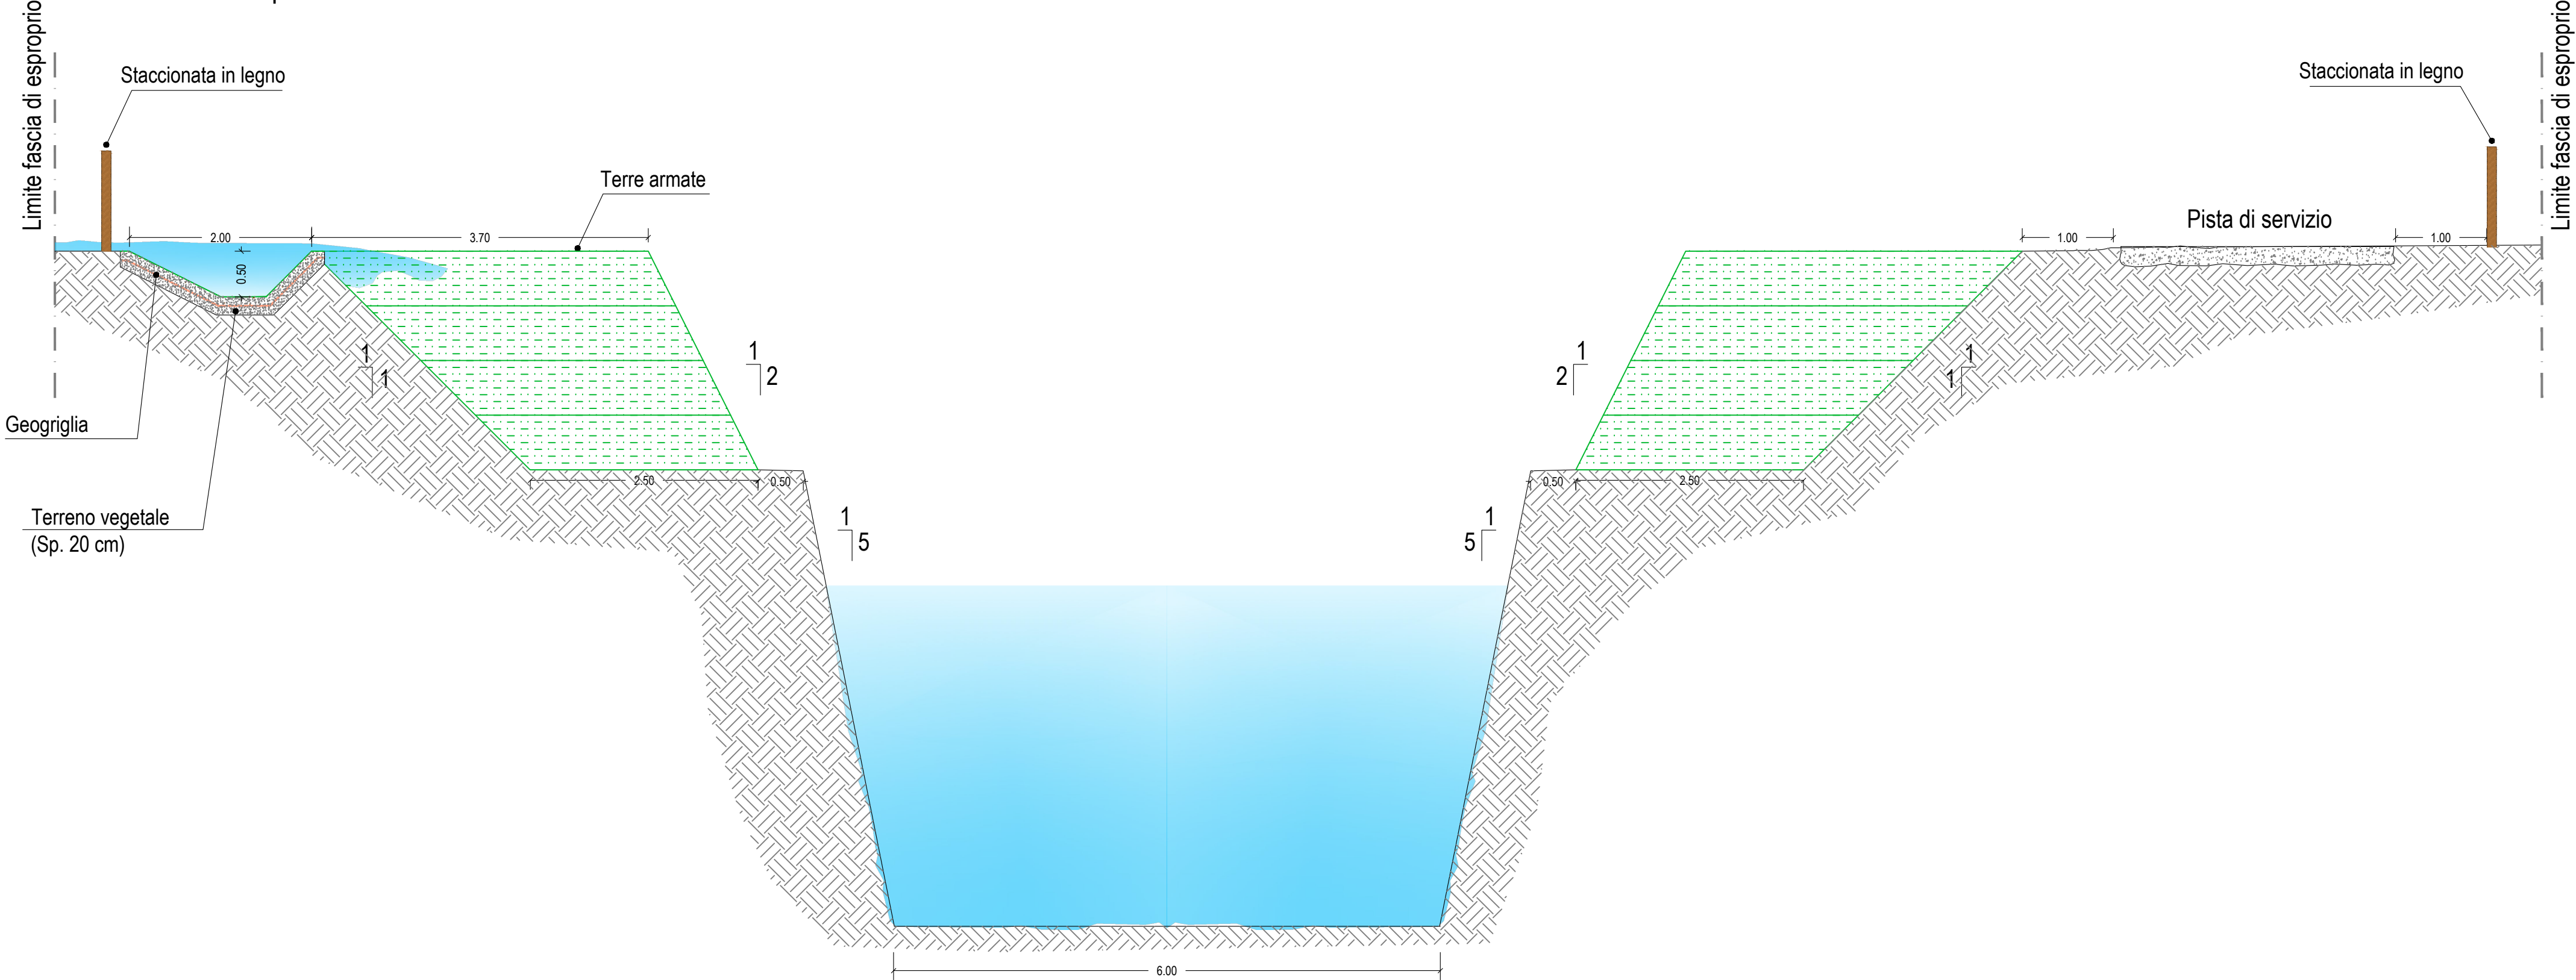 Limite fascia di esproprio
Limite fascia di esproprio
Staccionata in legno
Staccionata in legno
Terre armate
Pista di servizio
2.00
3.70
1.00
1.00
0.50
1
2
1
2
1
1
1
1
Geogriglia
2.50
0.50
0.50
2.50
Terreno vegetale
(Sp. 20 cm)
1
5
1
5
6.00